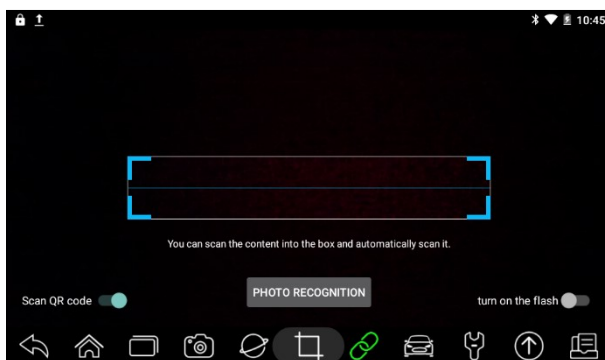 10:45
You can scan the content into the box and automatically scan it.
PHOTO RECOGNITION
Scan QR code
turn on the flash